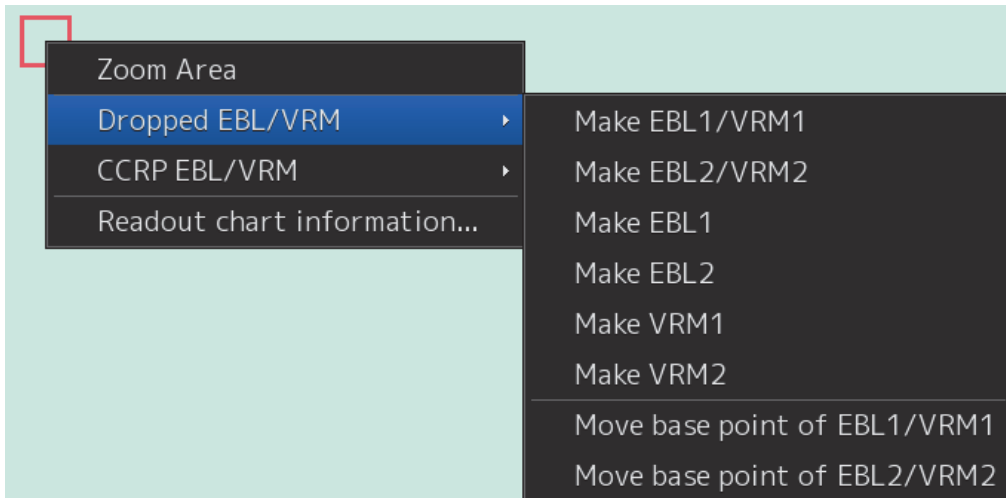 Zoom Area
Dropped EBL/VRM
CCRP EBL/VRM
Readout chart information...
Make EBL1/VRM1
Make EBL2/VRM2
Make EBL1
Make EBL2
Make VRM1
Make VRM2
Move base point of EBL1/VRM1
Move base point of EBL2/VRM2